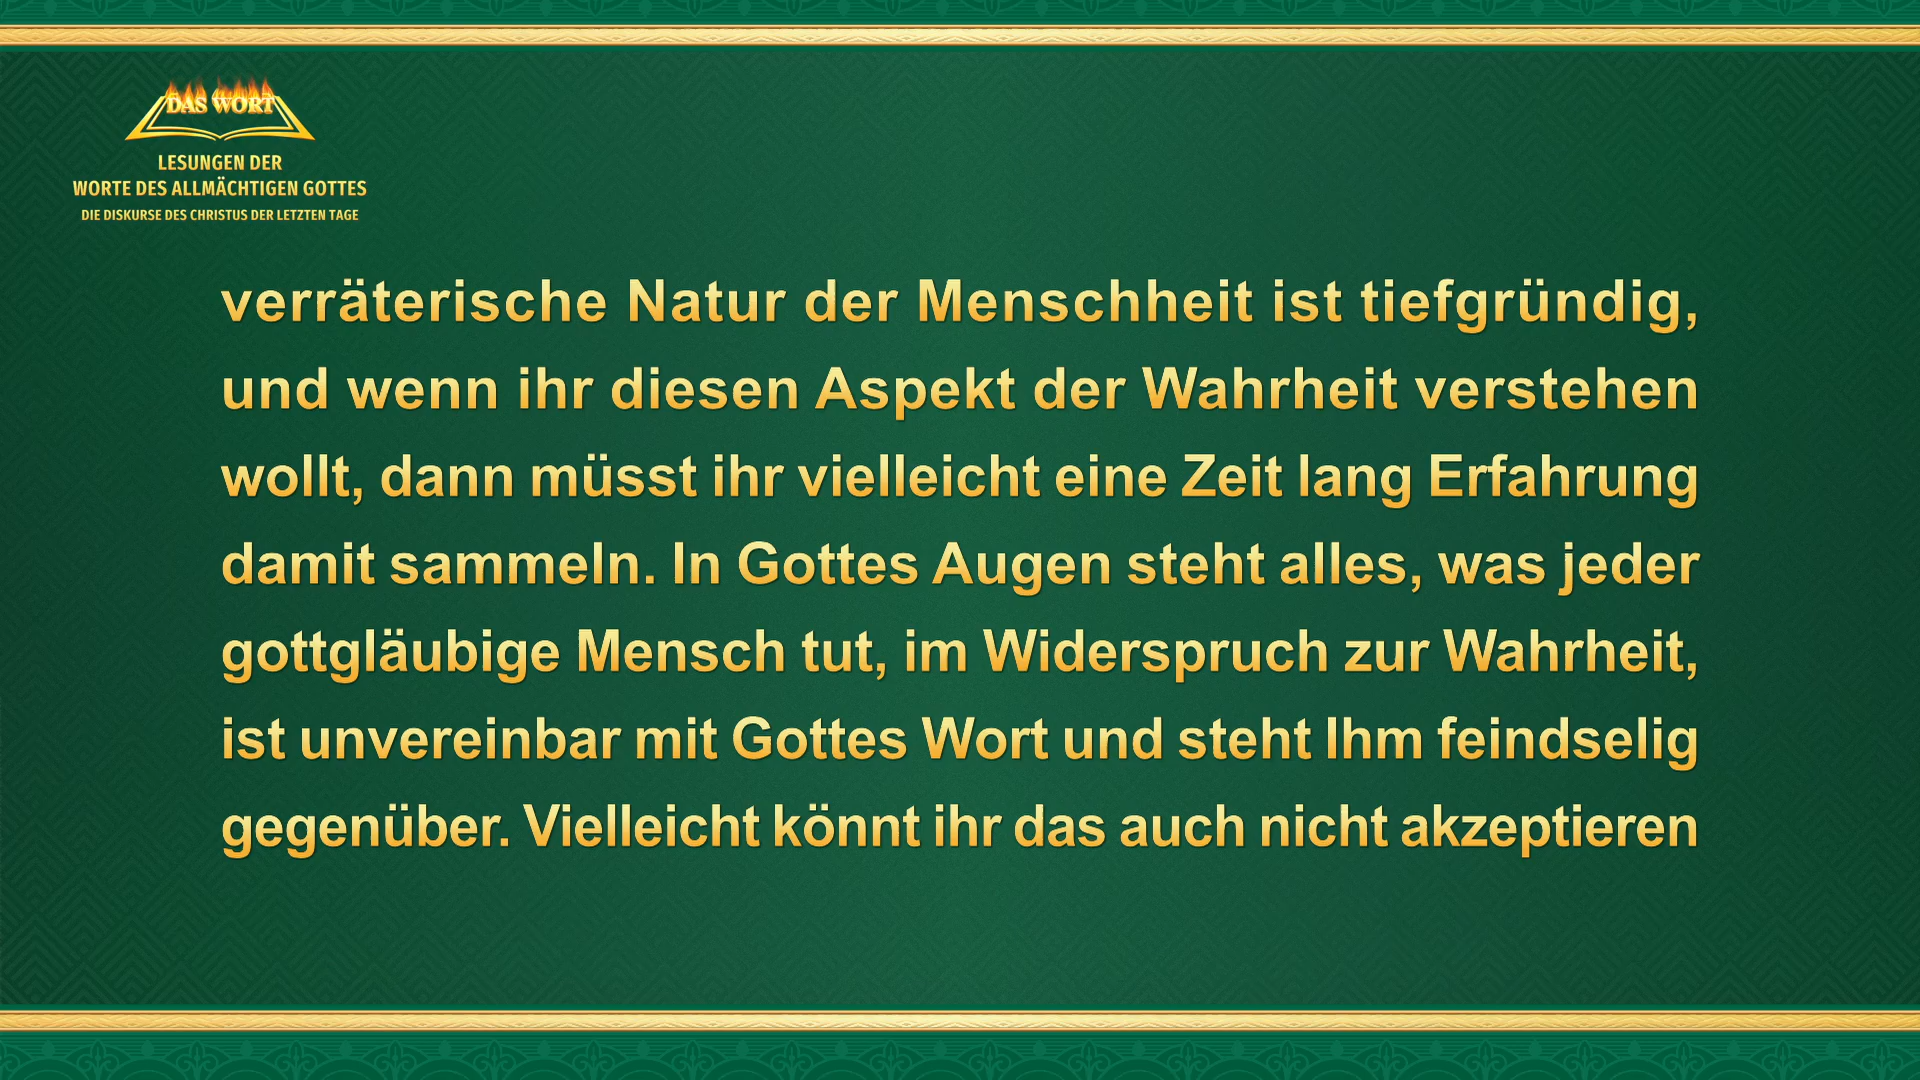 DAS WORT
LESUNGEN DER
WORTE DES ALLMÄCHTIGEN GOTTES
DIE DISKURSE DES CHRISTUS DER LETZTEN TAGE
verräterische Natur der Menschheit ist tiefgründig,
und wenn ihr diesen Aspekt der Wahrheit verstehen
wollt, dann müsst ihr vielleicht eine Zeit lang Erfahrung
damit sammeln. In Gottes Augen steht alles, was jeder
gottgläubige Mensch tut, im Widerspruch zur Wahrheit,
ist unvereinbar mit Gottes Wort und steht Ihm feindselig
gegenüber. Vielleicht könnt ihr das auch nicht akzeptieren